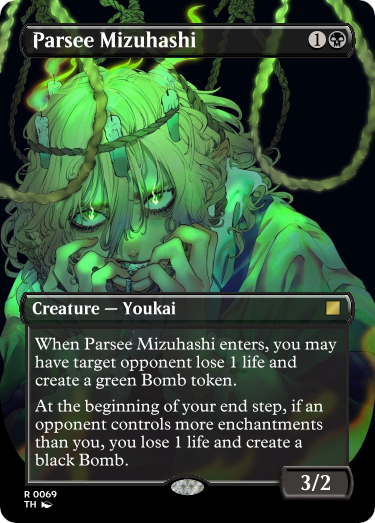 Parsee Mizuhashi 1
Creature — Youkai
When Parsee Mizuhashi enters, you may
have target opponent lose 1 life and
create a green Bomb token.
At the beginning of your end step, if an
opponent controls more enchantments
than you, you lose 1 life and create a
black Bomb.
3/2
R 0069
TH